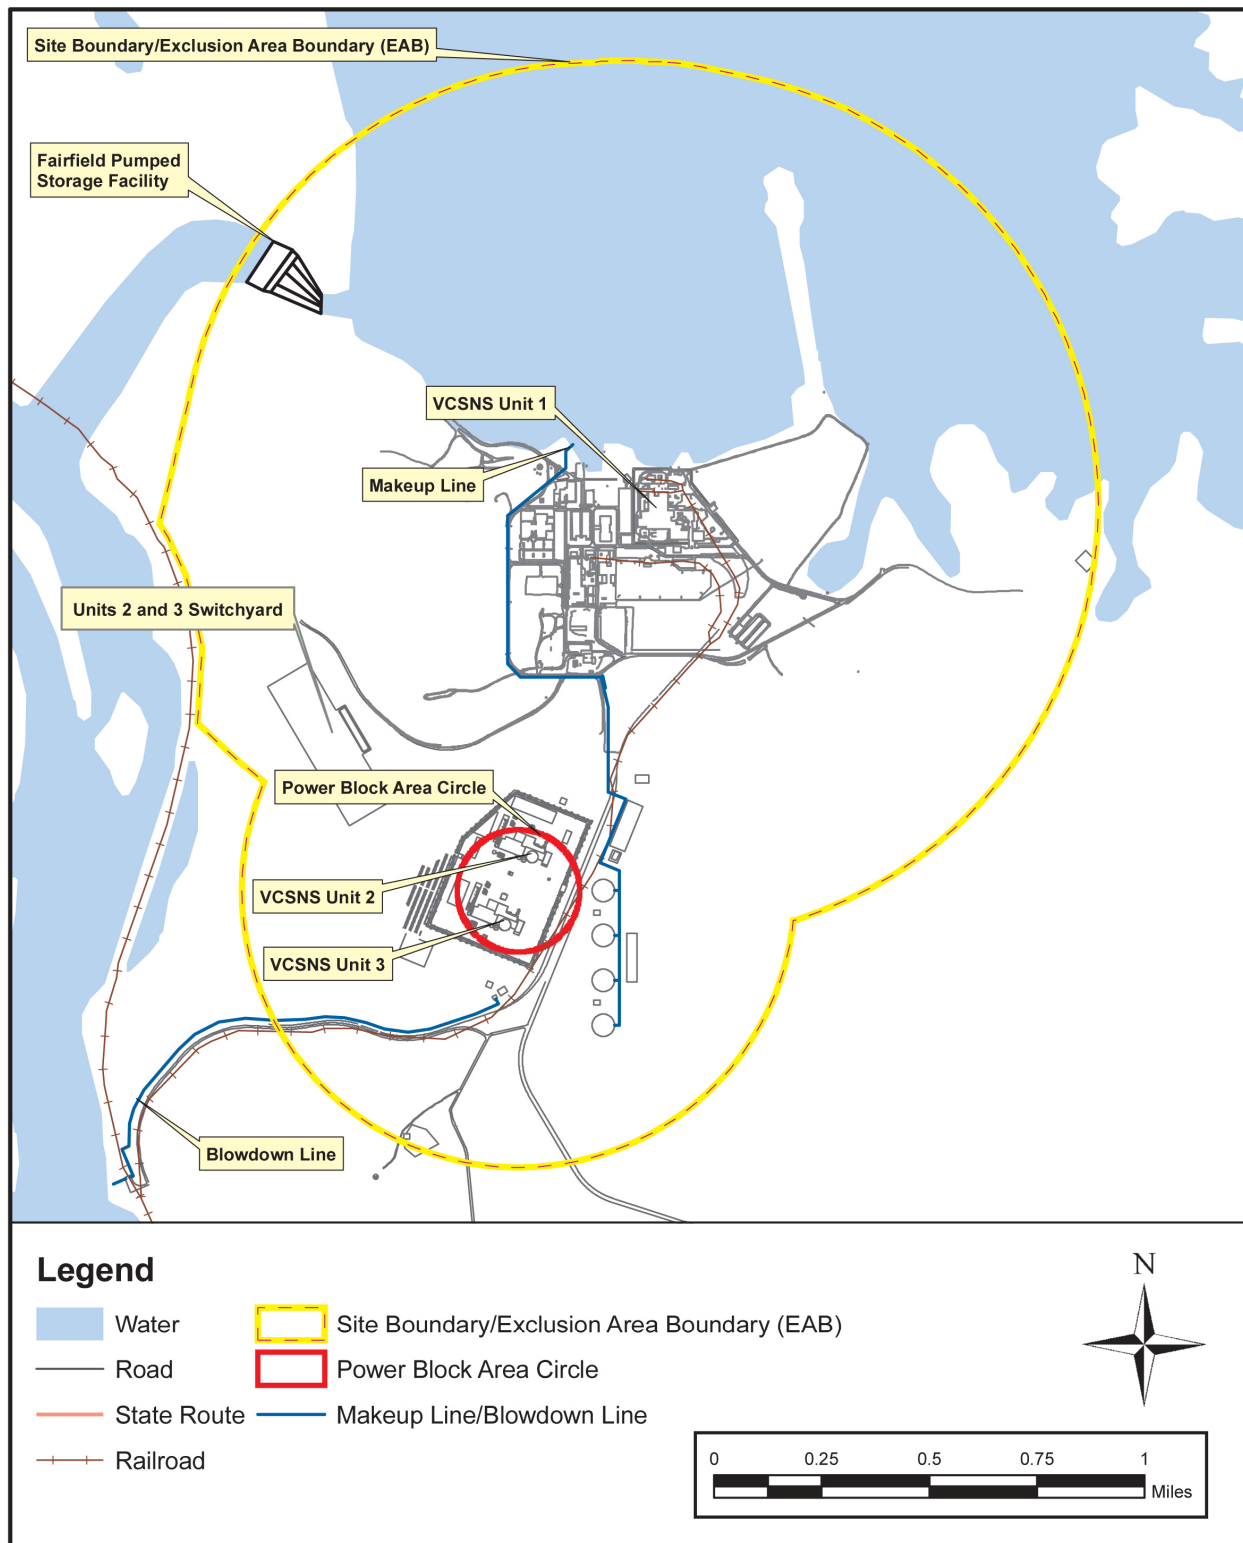 Site Boundary/Exclusion Area Boundary (EAB)
Fairfield Pumped
Storage Facility
VCSNS Unit 1
Makeup Line
Units 2 and 3 Switchyard
Power Block Area Circle
VCSNS Unit 2
VCSNS Unit 3
Blowdown Line
Legend
Water
Road
State Route
Railroad
Site Boundary/Exclusion Area Boundary (EAB)
Power Block Area Circle
Makeup Line/Blowdown Line
N
0 0.25 0.5 0.75 1
Miles